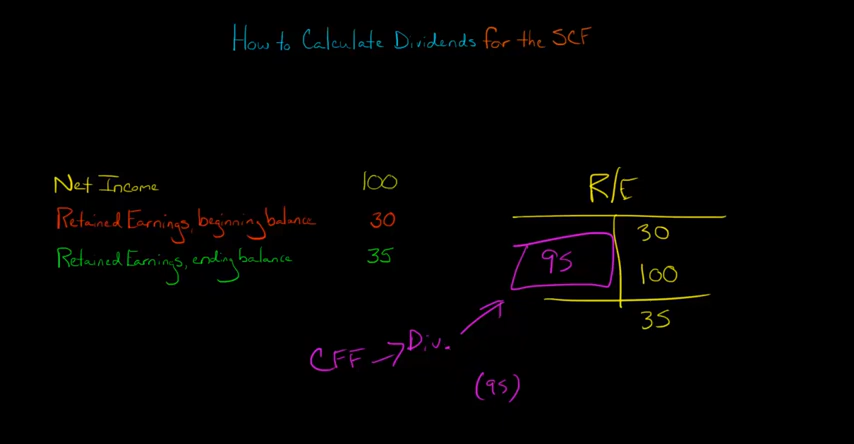 How to Calculate Dividends for the SCF
Net Income 100
Retained Earnings, beginning balance 30
Retained Earnings, ending balance 35
R/E
30
95
100
35
CFF → Div.
(95)